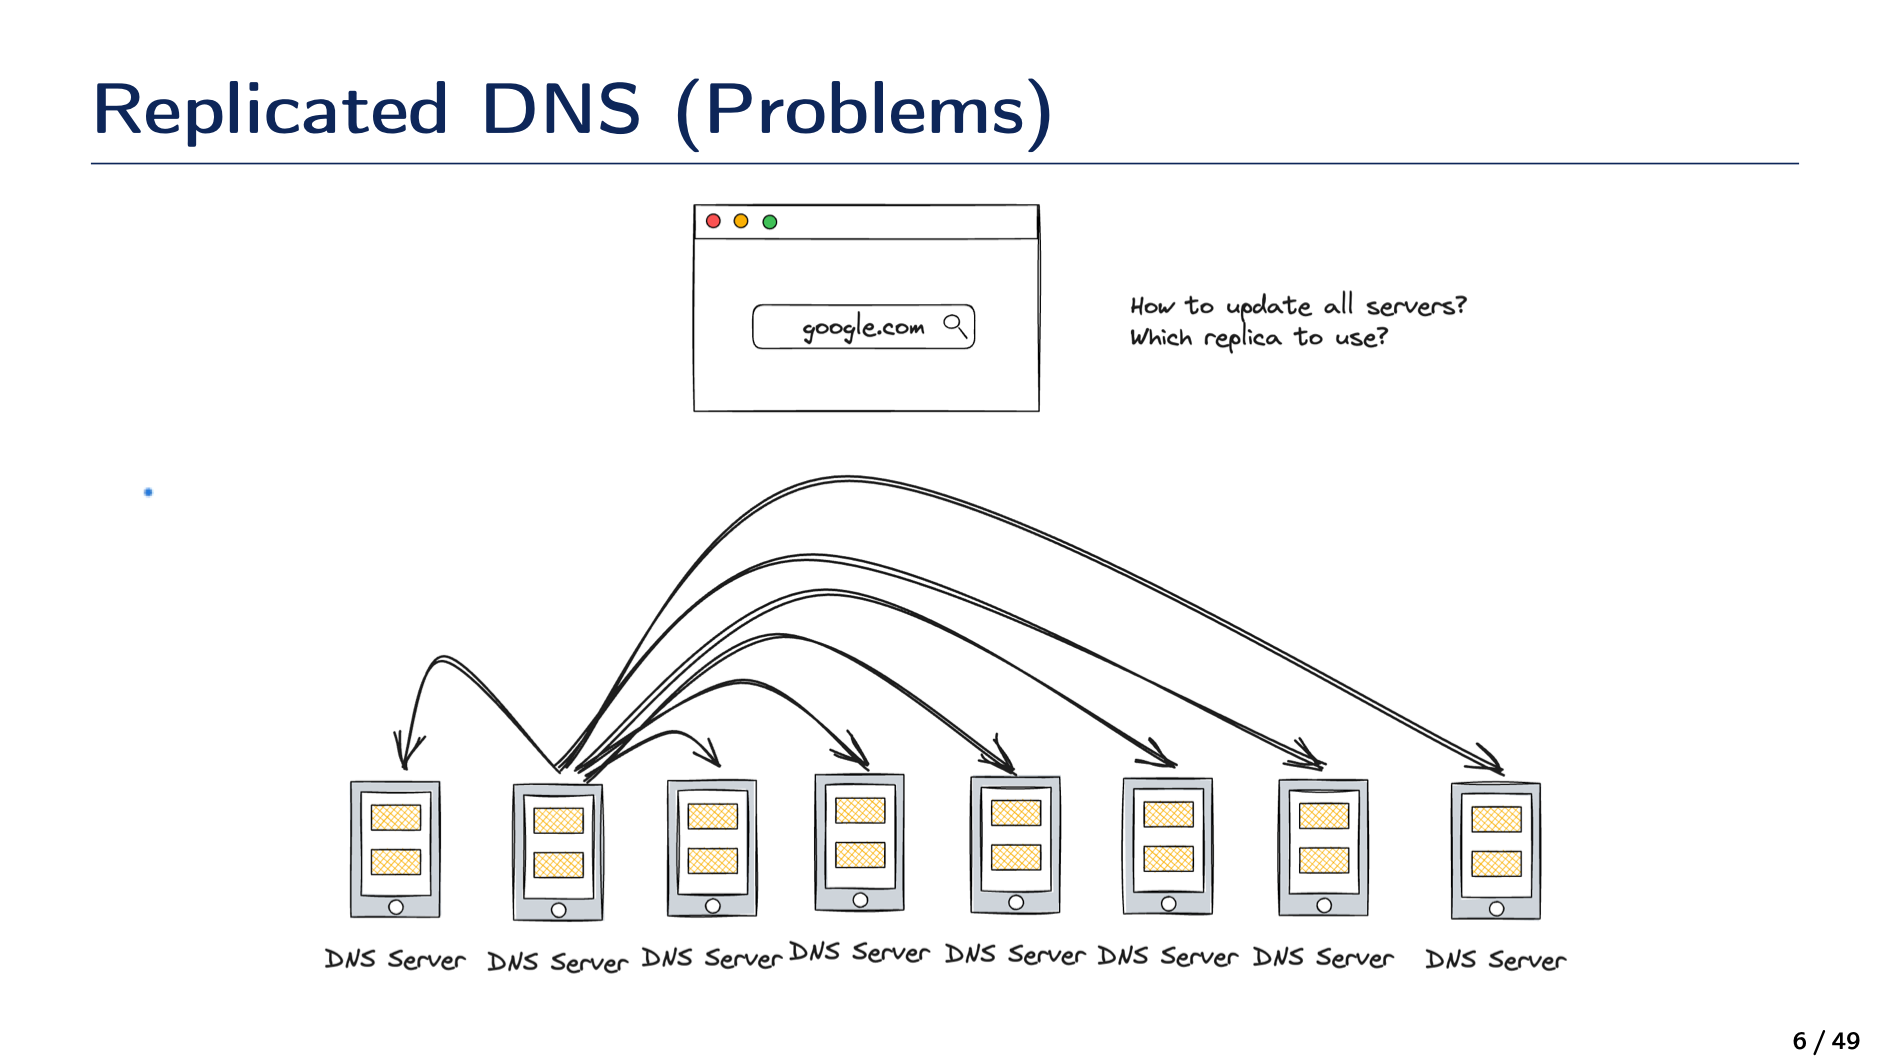 Replicated DNS (Problems)
google.com
How to update all servers?
Which replica to use?
DNS Server
DNS Server
DNS Server
DNS Server
DNS Server
DNS Server
DNS Server
DNS Server
6 / 49